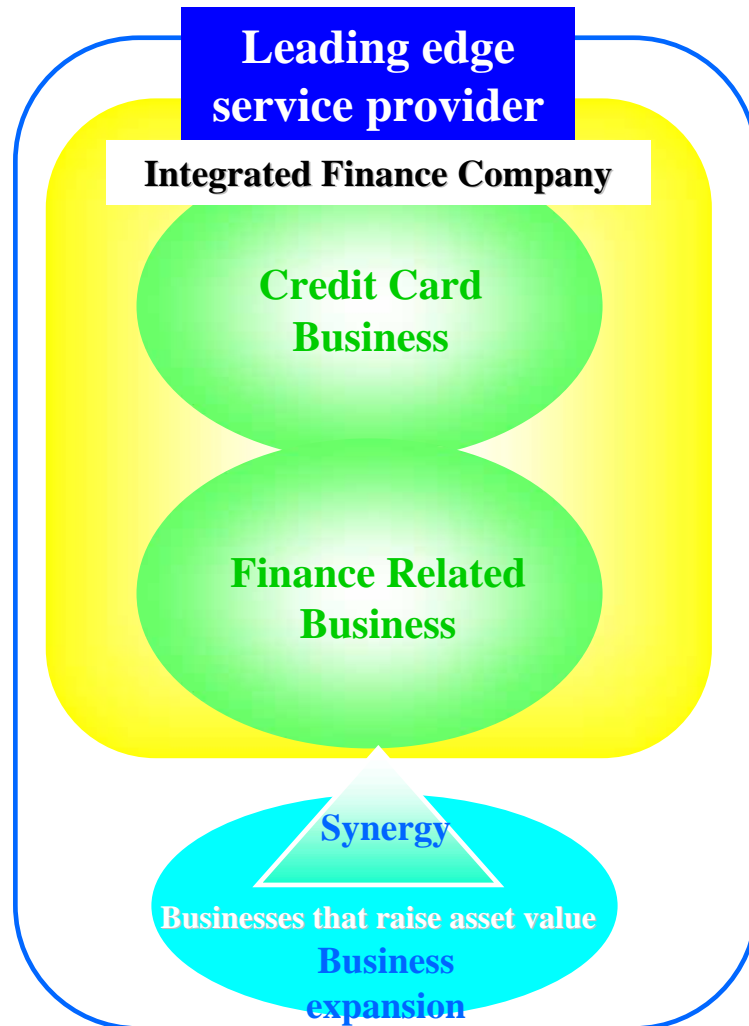 Leading edge
service provider
Integrated Finance Company
Credit Card
Business
Finance Related
Business
Synergy
Businesses that raise asset value
Business
expansion